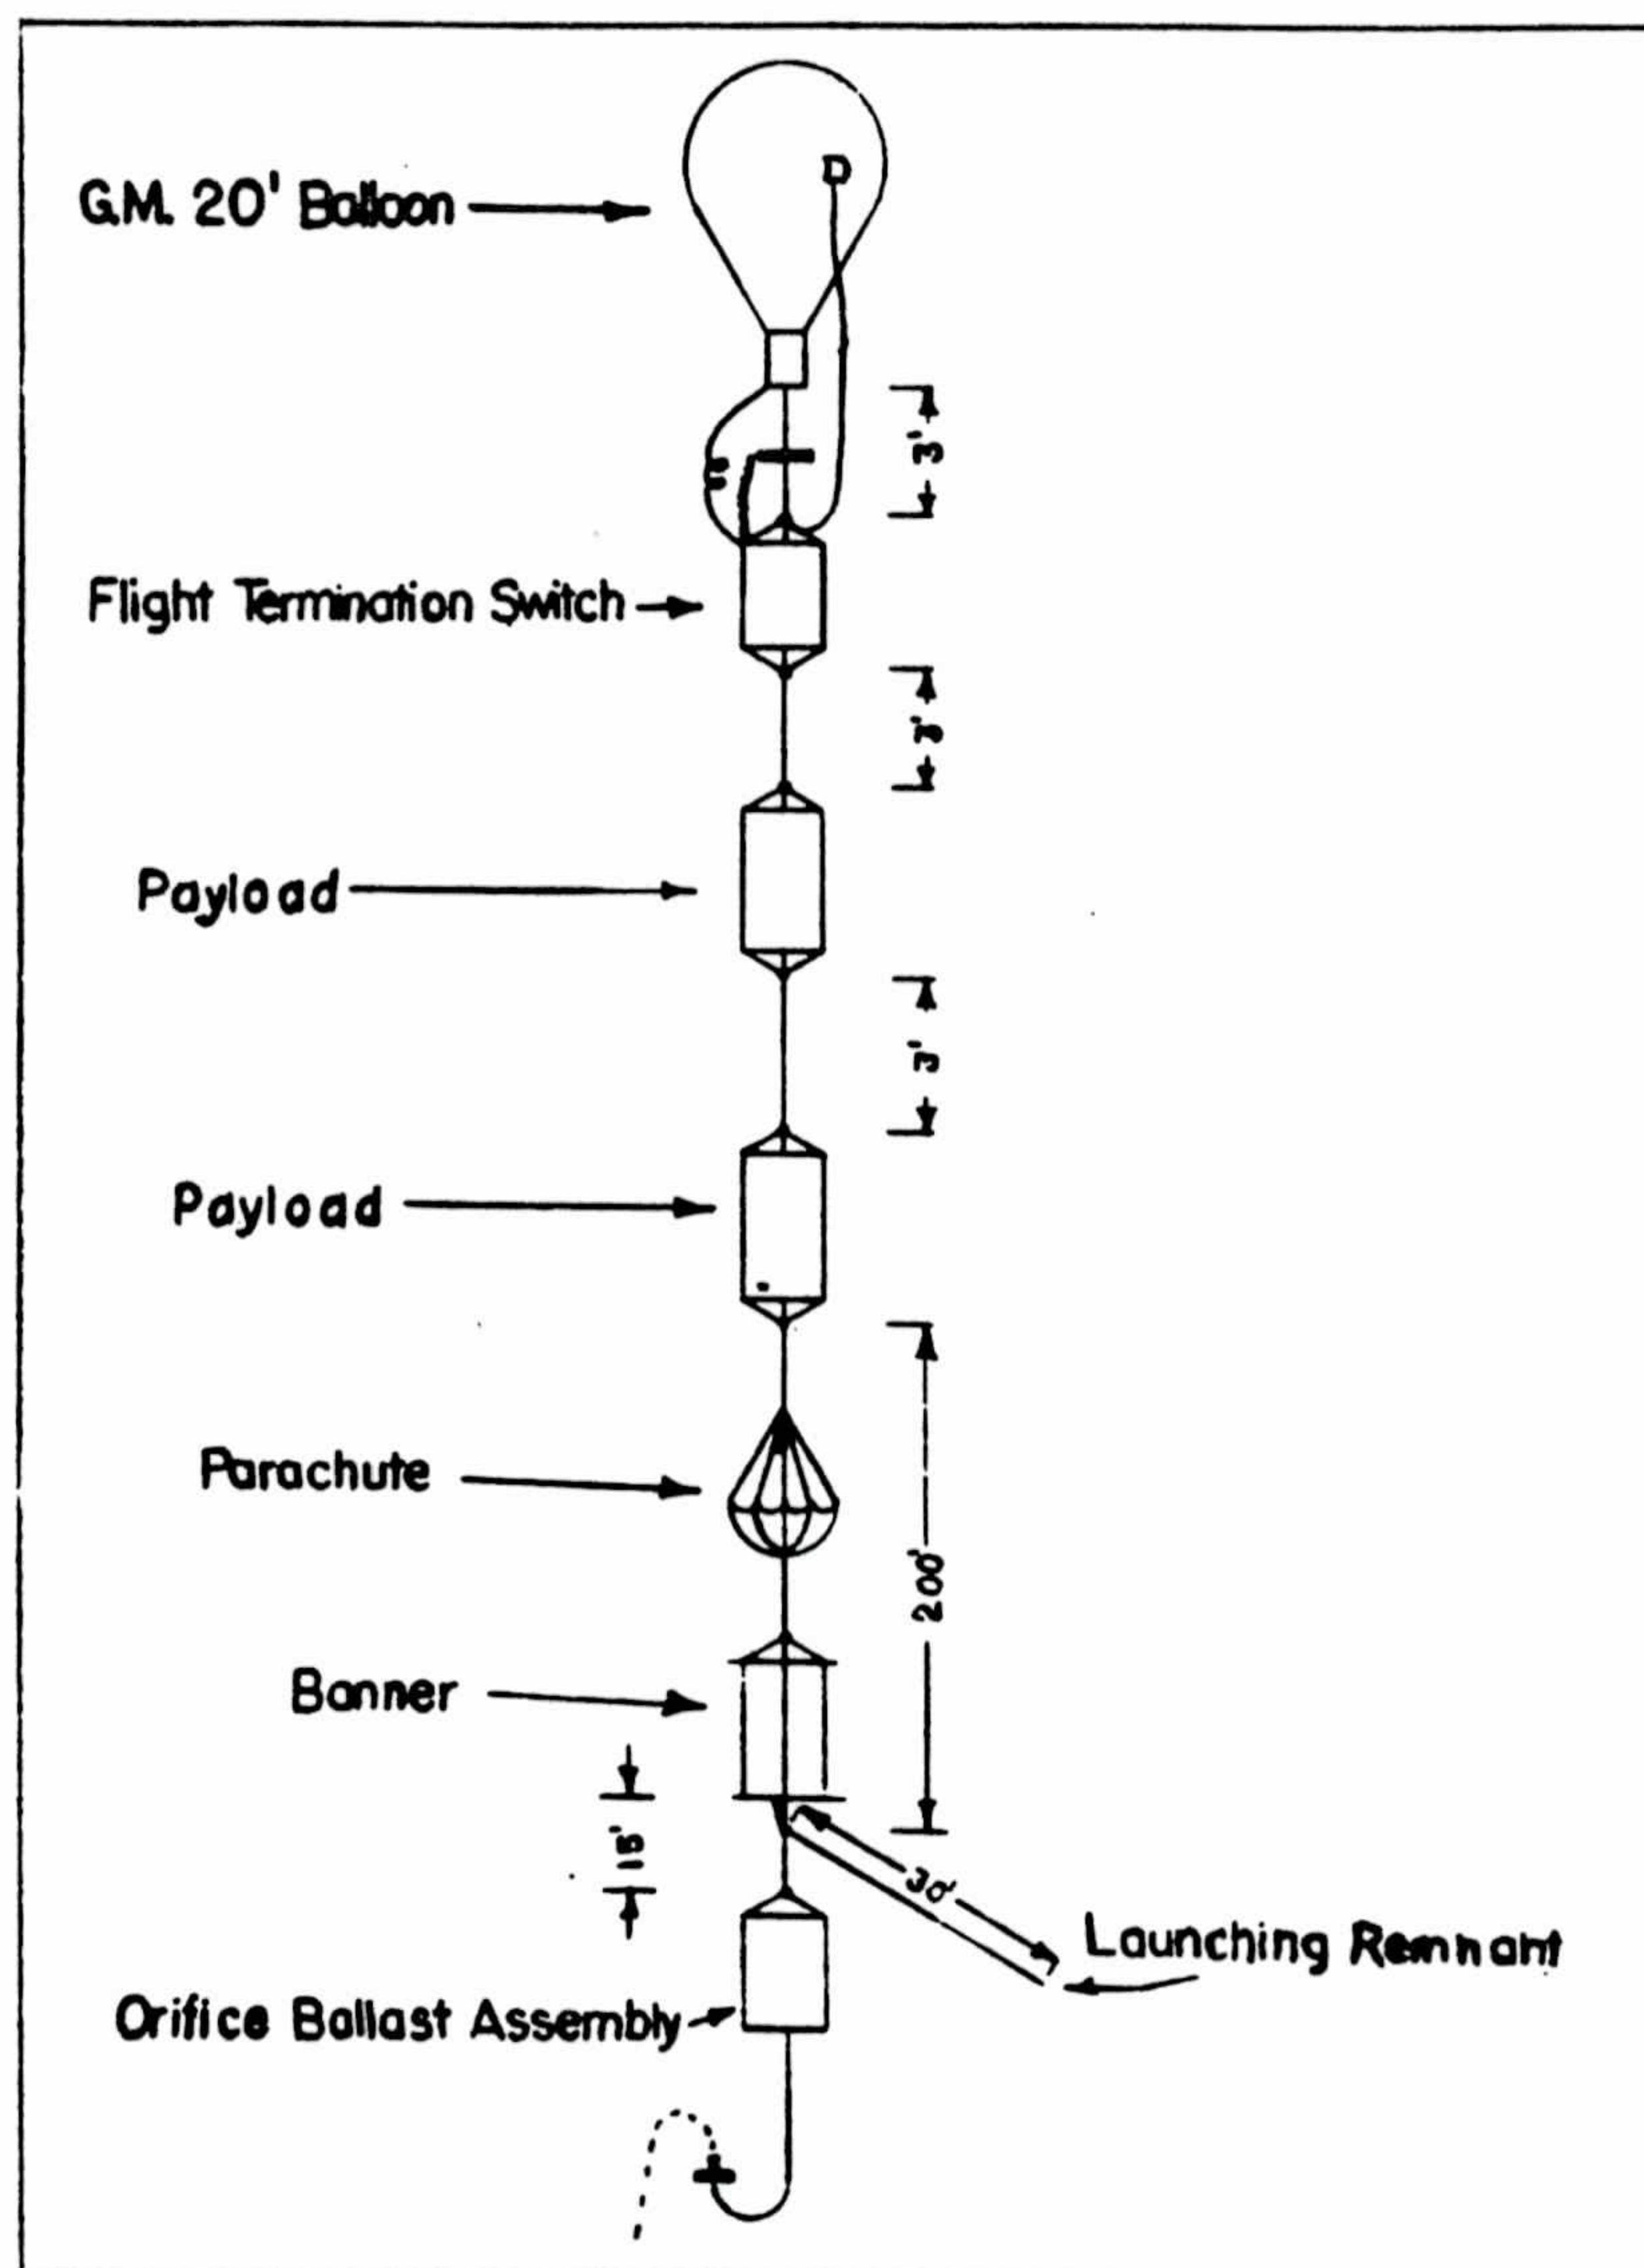 D
G.M. 20' Balloon
3'
Flight Termination Switch
3'
Payload
3'
Payload
Parachute
200'
Banner
15'
30'
Launching Remnant
Orifice Ballast Assembly